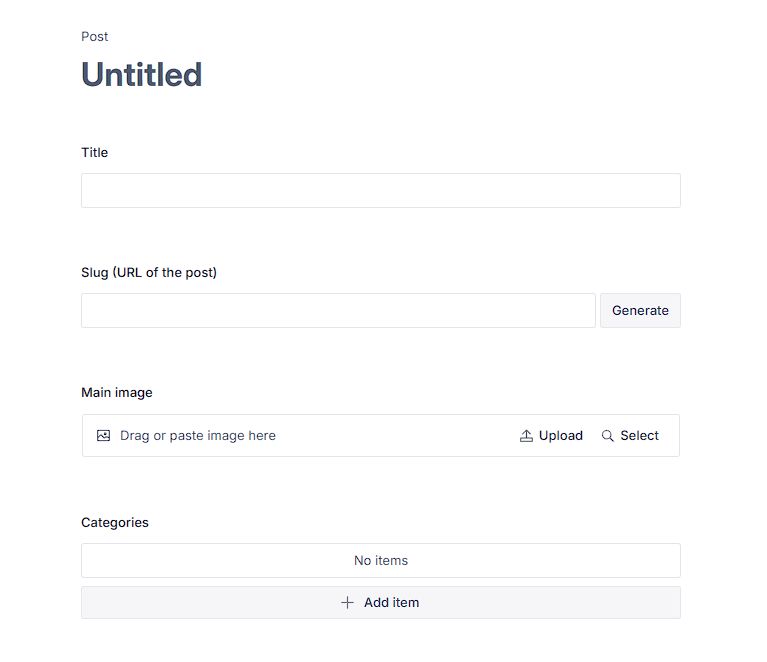 Post
Untitled
Title
Slug (URL of the post)
Generate
Main image
Drag or paste image here Upload Select
Categories
No items
Add item